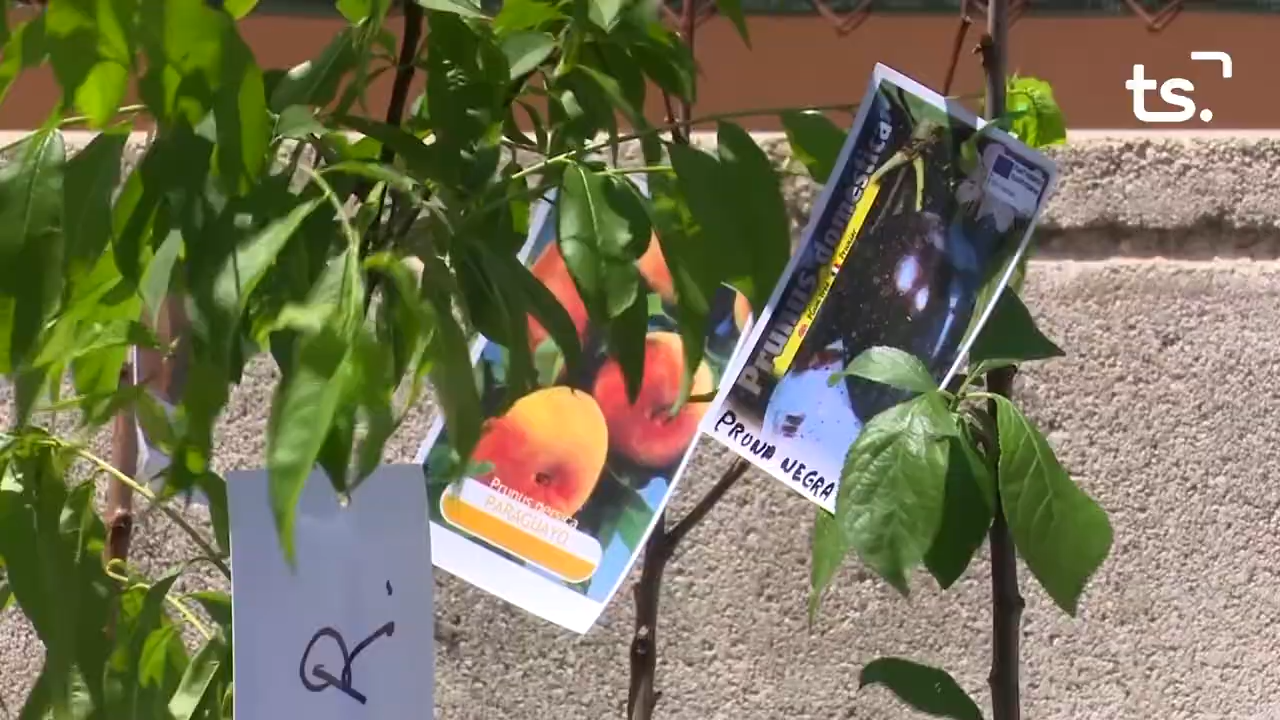 ts.
Prunus domestica
PRUNA NEGRA
Prunus persica
PARAGUAYO
R.